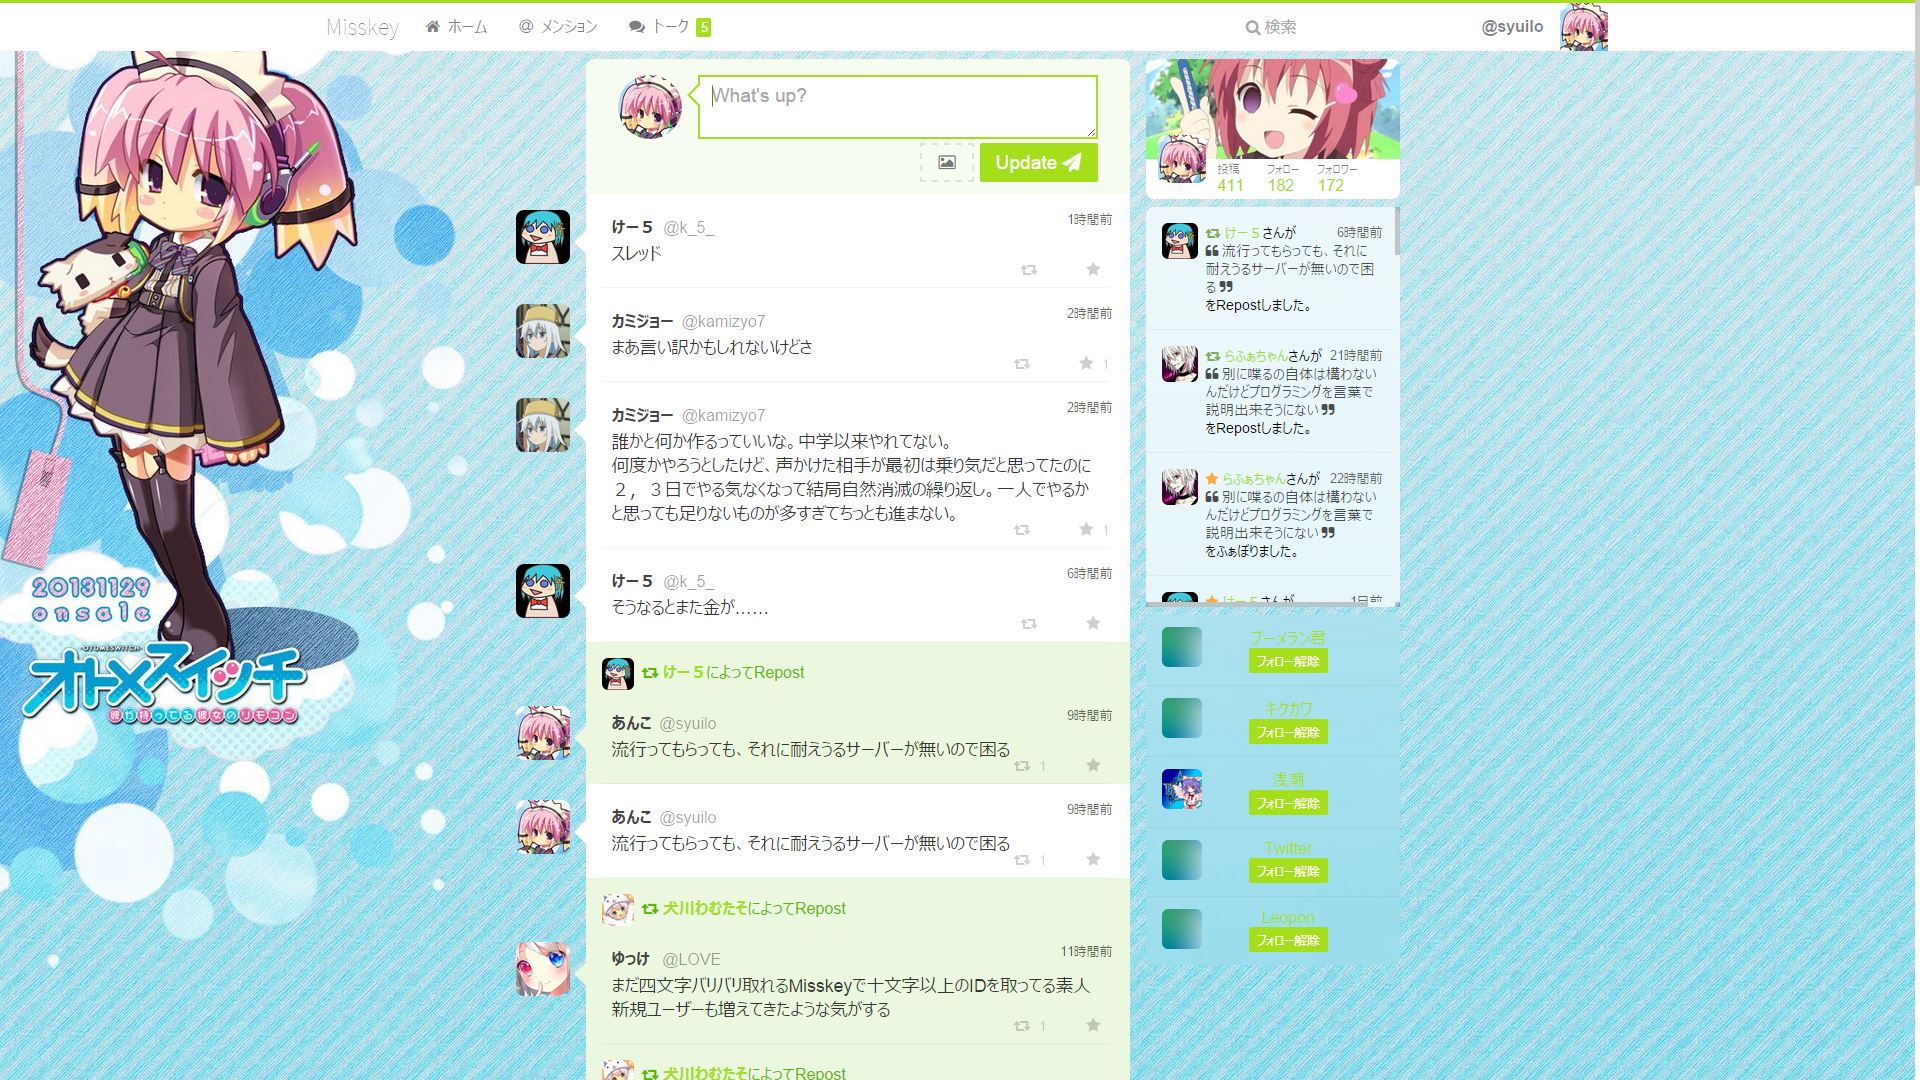 Misskey
ホーム
@ メンション
トーク 5
検索
@syuilo
What's up?
Update
けー５ @k_5_
1時間前
スレッド
カミジョー @kamizyo7
2時間前
まあ言い訳かもしれないけどさ
1
カミジョー @kamizyo7
2時間前
誰かと何か作るっていいな。中学以来やれてない。
何度かやろうとしたけど、声かけた相手が最初は乗り気だと思ってたのに
２，３日でやる気なくなって結局自然消滅の繰り返し。一人でやるか
と思っても足りないものが多すぎてちっとも進まない。
1
けー５ @k_5_
6時間前
そうなるとまた金が……
けー５によってRepost
あんこ @syuilo
9時間前
流行ってもらっても、それに耐えうるサーバーが無いので困る
1
あんこ @syuilo
9時間前
流行ってもらっても、それに耐えうるサーバーが無いので困る
1
犬川わむたそによってRepost
ゆっけ @LOVE
11時間前
まだ四文字バリバリ取れるMisskeyで十文字以上のIDを取ってる素人
新規ユーザーも増えてきたような気がする
1
犬川わむたそによってRepost
投稿 フォロー フォロワー
411 182 172
けー５さんが 6時間前
流行ってもらっても、それに
耐えうるサーバーが無いので困
る
をRepostしました。
らふぁちゃんさんが 21時間前
別に喋るの自体は構わない
んだけどプログラミングを言葉で
説明出来そうにない
をRepostしました。
らふぁちゃんさんが 22時間前
別に喋るの自体は構わない
んだけどプログラミングを言葉で
説明出来そうにない
をふぁぼりました。
けー５さんが 1日前
ブーメラン君
フォロー解除
キクカワ
フォロー解除
浅潮
フォロー解除
Twitter
フォロー解除
Leopon
フォロー解除
20131129
onsale
-OTOMESWITCH-
オトメスイッチ
彼が持ってる彼女のリモコン